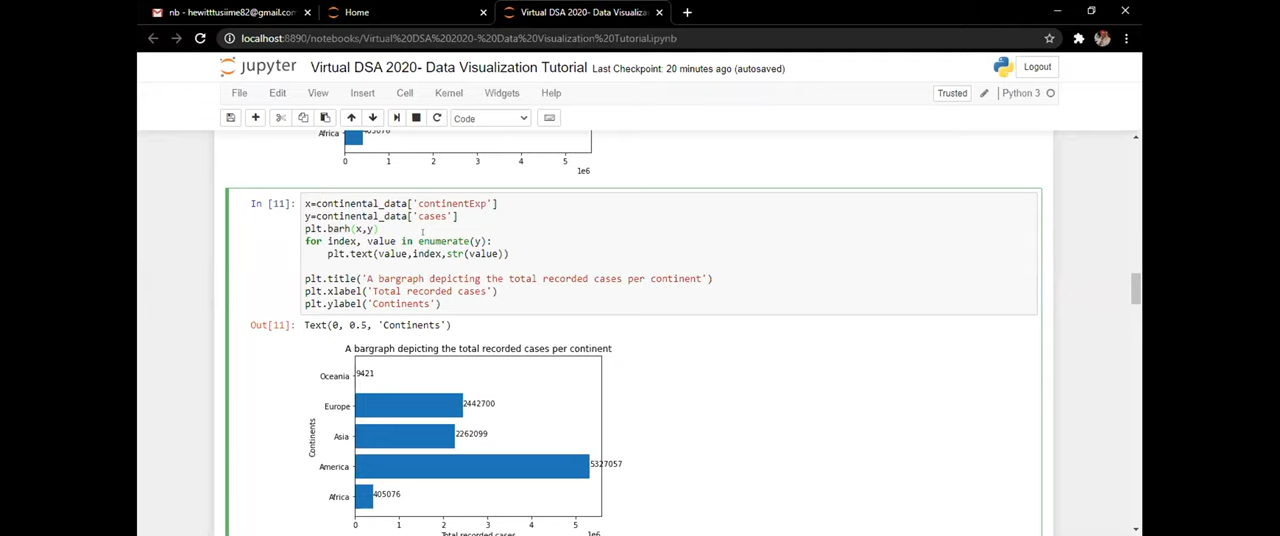 nb - hewitttusiime82@gmail.com
Home
Virtual DSA 2020- Data Visualiza
localhost:8890/notebooks/Virtual%20DSA%202020-%20Data%20Visualization%20Tutorial.ipynb
jupyter Virtual DSA 2020- Data Visualization Tutorial Last Checkpoint: 20 minutes ago (autosaved)
Logout
File Edit View Insert Cell Kernel Widgets Help
Trusted Python 3
Code
Africa 405076
0 1 2 3 4 5
1e6
In [11]:
x=continental_data['continentExp']
y=continental_data['cases']
plt.barh(x,y)
for index, value in enumerate(y):
plt.text(value,index,str(value))
plt.title('A bargraph depicting the total recorded cases per continent')
plt.xlabel('Total recorded cases')
plt.ylabel('Continents')
Out[11]: Text(0, 0.5, 'Continents')
A bargraph depicting the total recorded cases per continent
Continents
Oceania 9421
Europe 2442700
Asia 2262099
America 5327057
Africa 405076
0 1 2 3 4 5
Total recorded cases 1e6